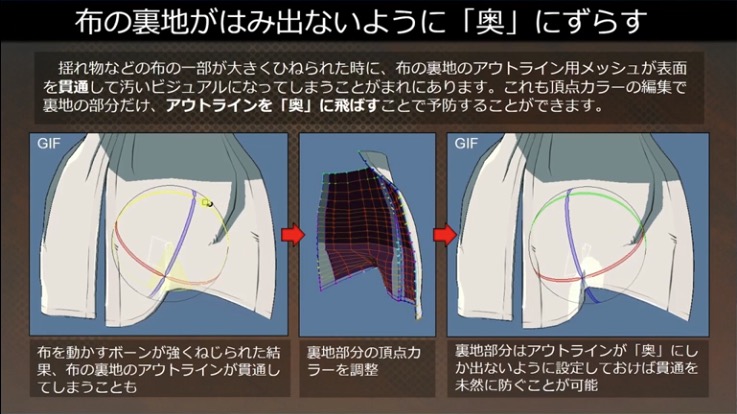 布の裏地がはみ出ないように「奥」にずらす
揺れ物などの布の一部が大きくひねられた時に、布の裏地のアウトライン用メッシュが表面
を貫通して汚いビジュアルになってしまうことがまれにあります。これも頂点カラーの編集で
裏地の部分だけ、アウトラインを「奥」に飛ばすことで予防することができます。
GIF
GIF
布を動かすボーンが強くねじられた結
果、布の裏地のアウトラインが貫通して
してしまうことも
裏地部分の頂点カ
ラーを調整
裏地部分はアウトラインが「奥」にし
か出ないように設定しておけば貫通を
未然に防ぐことが可能